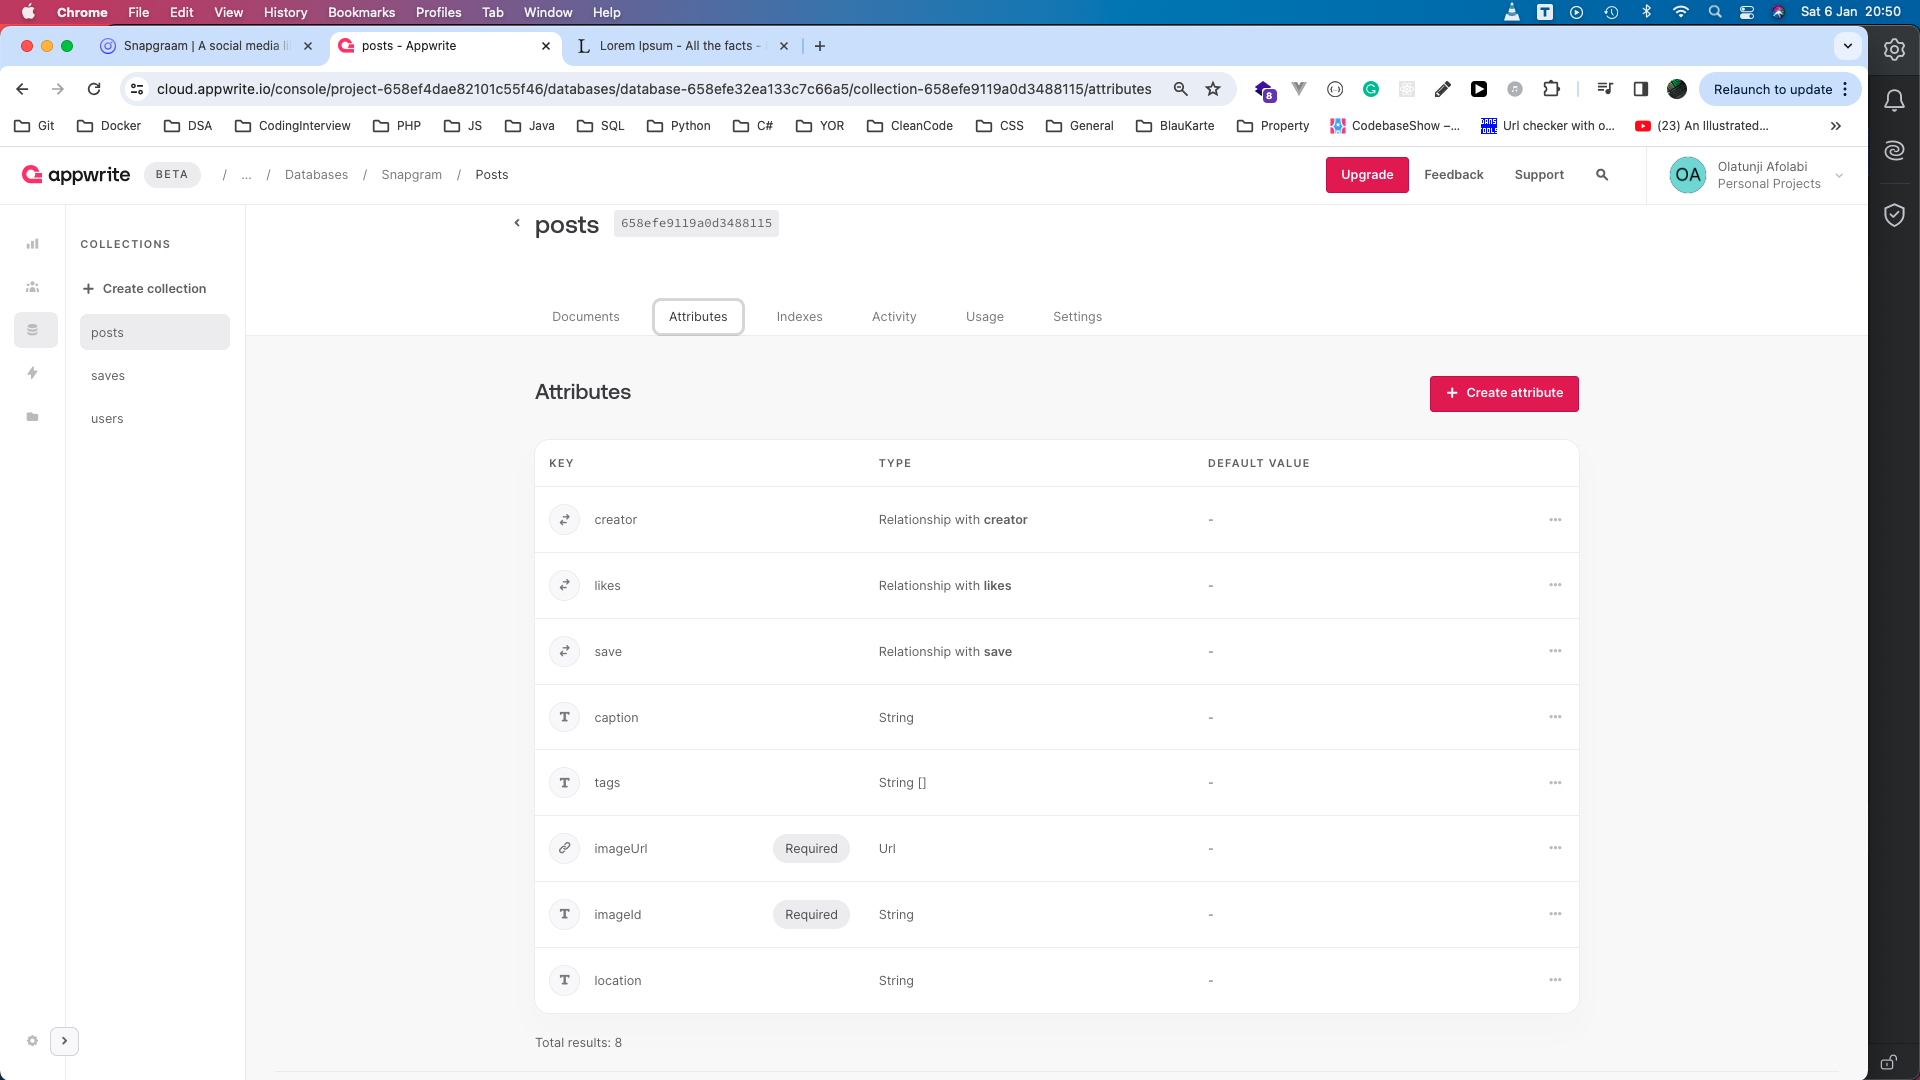 Chrome File Edit View History Bookmarks Profiles Tab Window Help T Sat 6 Jan 20:50
Snapgraam | A social media li posts - Appwrite L Lorem Ipsum - All the facts -
cloud.appwrite.io/console/project-658ef4dae82101c55f46/databases/database-658efe32ea133c7c66a5/collection-658efe9119a0d3488115/attributes 8 Relaunch to update
Git Docker DSA CodingInterview PHP JS Java SQL Python C# YOR CleanCode CSS General BlauKarte Property CodebaseShow –... Url checker with o... (23) An Illustrated... »
appwrite BETA / ... / Databases / Snapgram / Posts Upgrade Feedback Support OA Olatunji Afolabi
Personal Projects
posts 658efe9119a0d3488115
COLLECTIONS
+ Create collection
posts
saves
users
Documents Attributes Indexes Activity Usage Settings
Attributes + Create attribute
KEY TYPE DEFAULT VALUE
creator Relationship with creator -
likes Relationship with likes -
save Relationship with save -
T caption String -
T tags String [] -
imageUrl Required Url -
T imageId Required String -
T location String -
Total results: 8